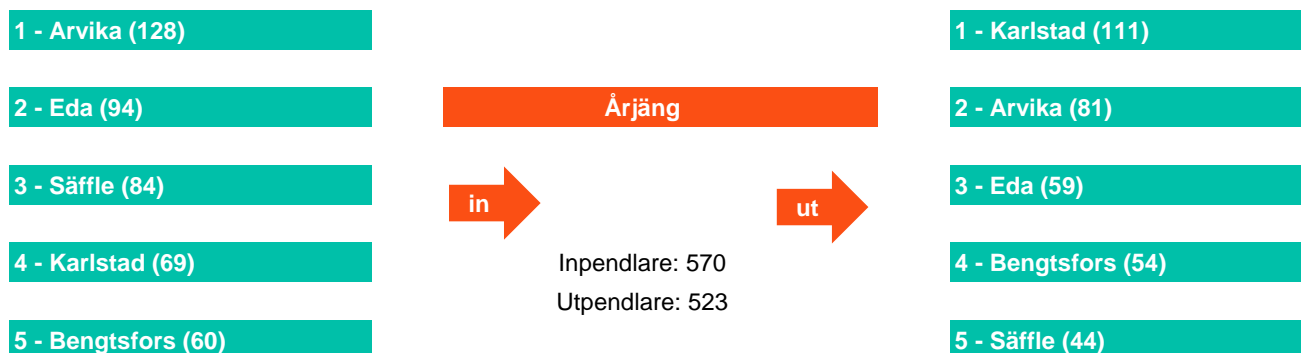 1 - Arvika (128)
2 - Eda (94)
3 - Säffle (84)
4 - Karlstad (69)
5 - Bengtsfors (60)
Årjäng
in
ut
Inpendlare: 570
Utpendlare: 523
1 - Karlstad (111)
2 - Arvika (81)
3 - Eda (59)
4 - Bengtsfors (54)
5 - Säffle (44)